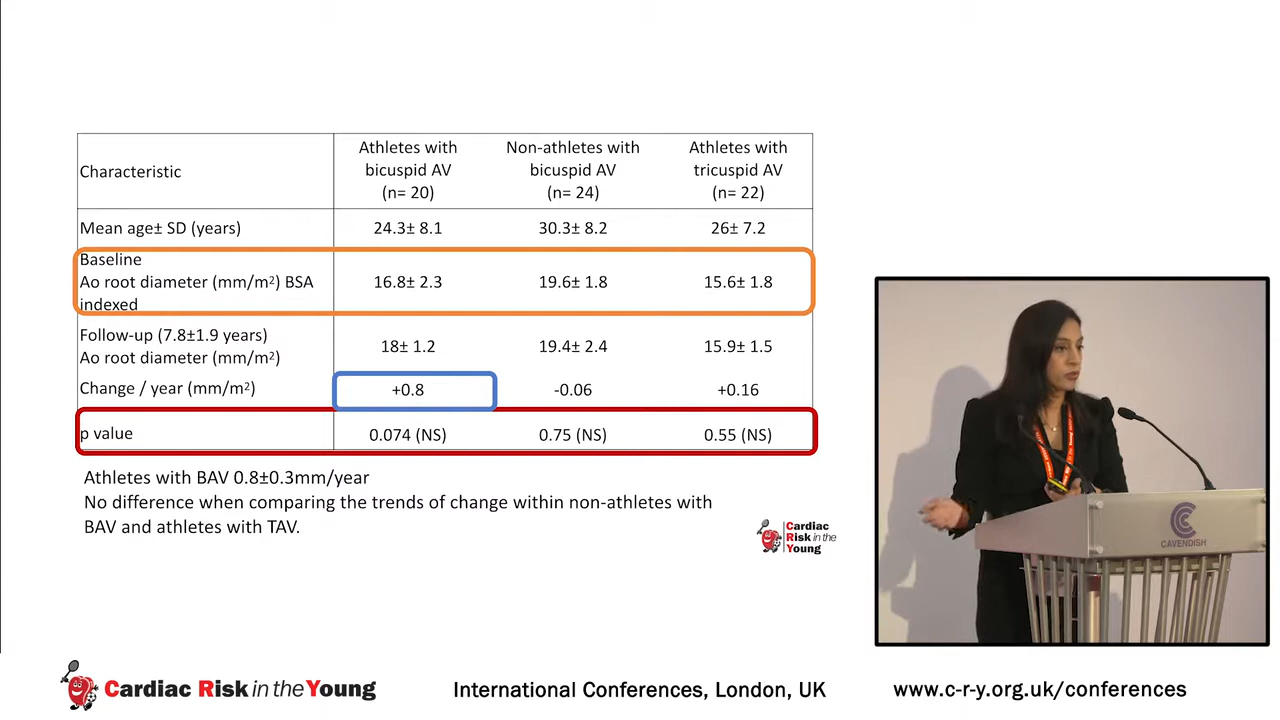 Characteristic
Athletes with
bicuspid AV
(n= 20)
Non-athletes with
bicuspid AV
(n= 24)
Athletes with
tricuspid AV
(n= 22)
Mean age± SD (years)
24.3± 8.1
30.3± 8.2
26± 7.2
Baseline
Ao root diameter (mm/m²) BSA
indexed
16.8± 2.3
19.6± 1.8
15.6± 1.8
Follow-up (7.8±1.9 years)
Ao root diameter (mm/m²)
18± 1.2
19.4± 2.4
15.9± 1.5
Change / year (mm/m²)
+0.8
-0.06
+0.16
p value
0.074 (NS)
0.75 (NS)
0.55 (NS)
Athletes with BAV 0.8±0.3mm/year
No difference when comparing the trends of change within non-athletes with
BAV and athletes with TAV.
Cardiac
Risk in the
Young
CAVENDISH
Cardiac Risk in the Young
International Conferences, London, UK
www.c-r-y.org.uk/conferences